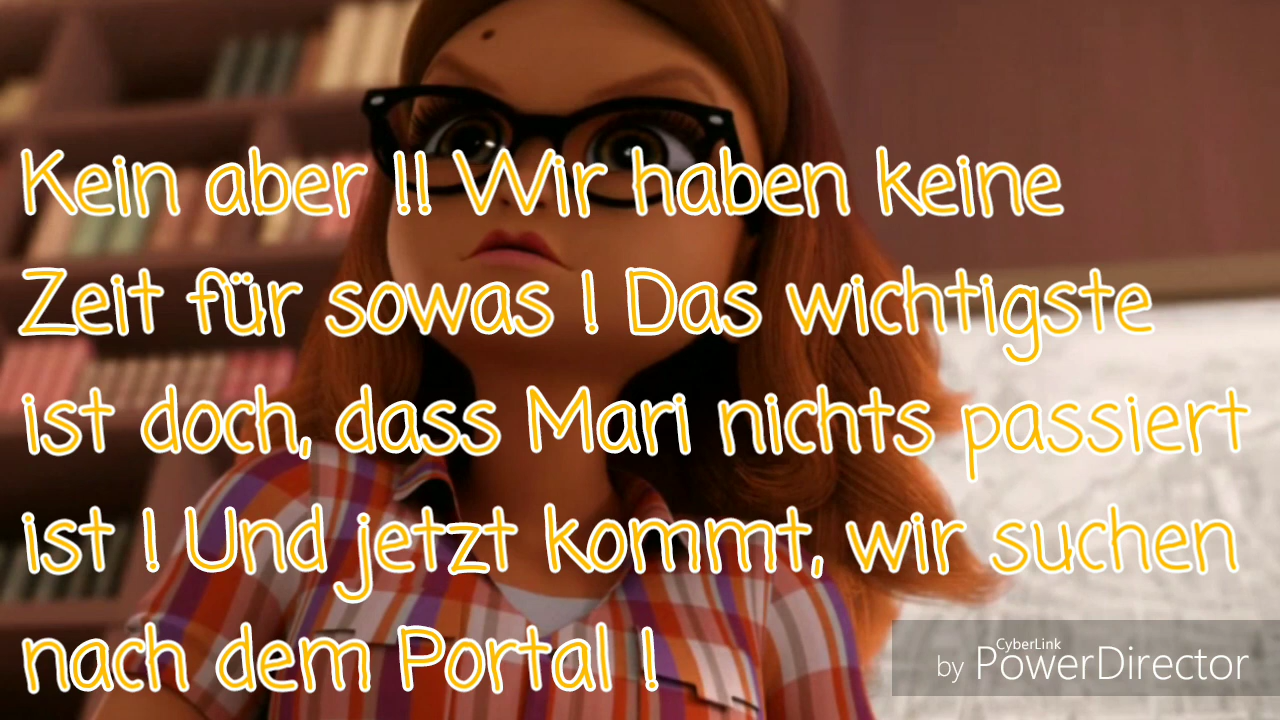 Kein aber !! Wir haben keine
Zeit für sowas ! Das wichtigste
ist doch, dass Mari nichts passiert
ist ! Und jetzt kommt, wir suchen
nach dem Portal !
CyberLink
by PowerDirector